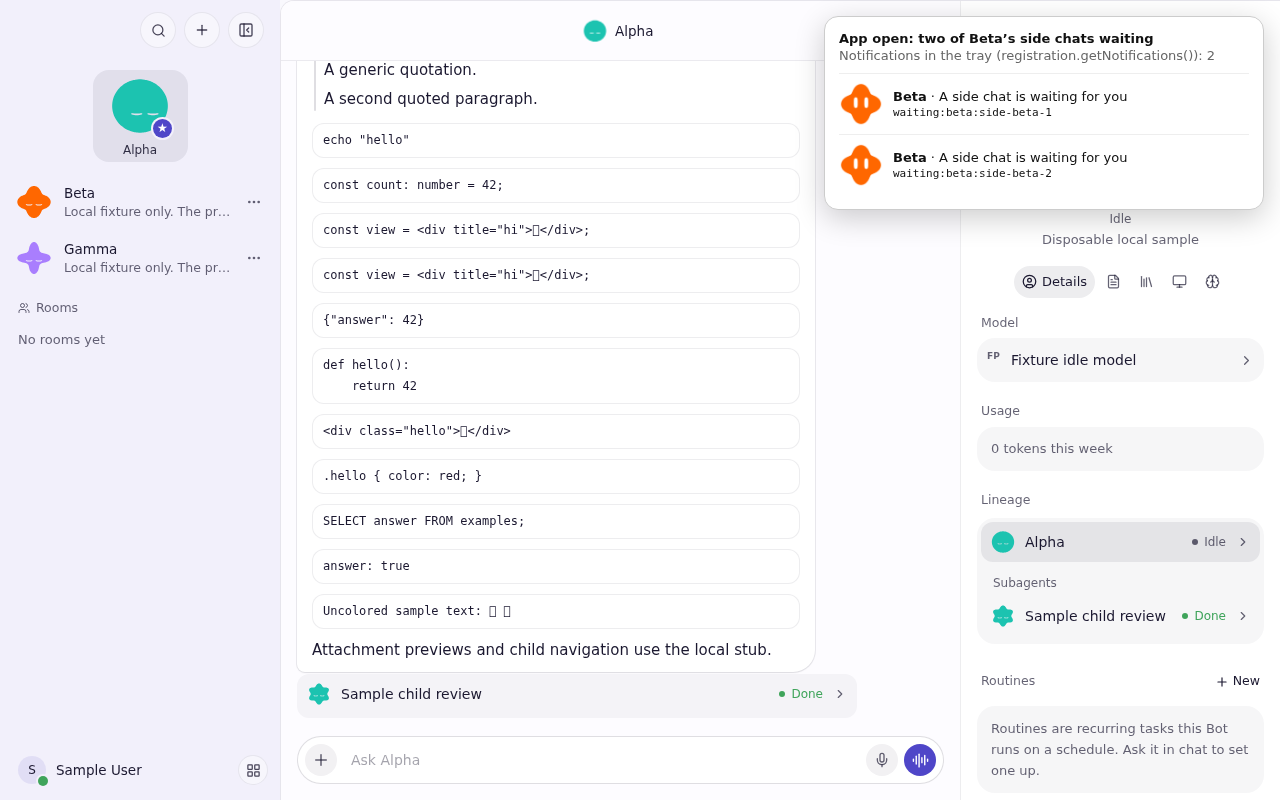 Alpha
Beta
Local fixture only. The pr…
Gamma
Local fixture only. The pr…
Rooms
No rooms yet
S
Sample User
Alpha
A generic quotation.
A second quoted paragraph.
echo "hello"
const count: number = 42;
const view = <div title="hi">▯</div>;
const view = <div title="hi">▯</div>;
{"answer": 42}
def hello():
    return 42
<div class="hello">▯</div>
.hello { color: red; }
SELECT answer FROM examples;
answer: true
Uncolored sample text: ▯ ▯
Attachment previews and child navigation use the local stub.
Sample child review
Done
Ask Alpha
App open: two of Beta’s side chats waiting
Notifications in the tray (registration.getNotifications()): 2
Beta · A side chat is waiting for you
waiting:beta:side-beta-1
Beta · A side chat is waiting for you
waiting:beta:side-beta-2
Idle
Disposable local sample
Details
Model
FP Fixture idle model
Usage
0 tokens this week
Lineage
Alpha
Idle
Subagents
Sample child review
Done
Routines
New
Routines are recurring tasks this Bot
runs on a schedule. Ask it in chat to set
one up.